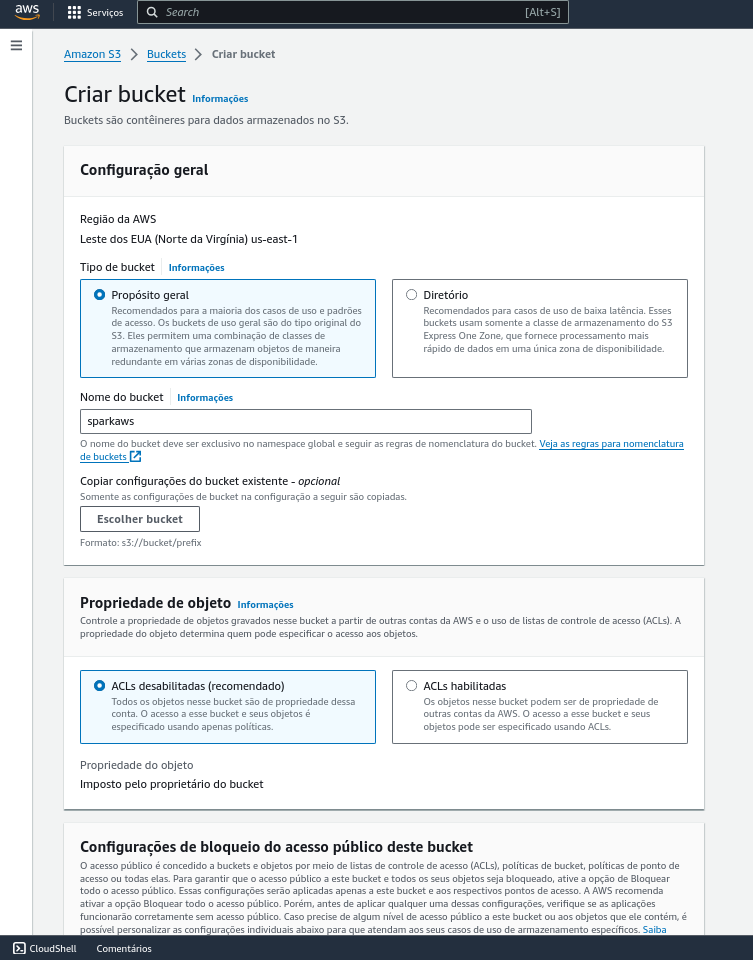 aws
Serviços
Search
[Alt+S]
Amazon S3
Buckets
Criar bucket
Criar bucket Informações
Buckets são contêineres para dados armazenados no S3.
Configuração geral
Região da AWS
Leste dos EUA (Norte da Virgínia) us-east-1
Tipo de bucket Informações
Propósito geral
Recomendados para a maioria dos casos de uso e padrões
de acesso. Os buckets de uso geral são do tipo original do
S3. Eles permitem uma combinação de classes de
armazenamento que armazenam objetos de maneira
redundante em várias zonas de disponibilidade.
Diretório
Recomendados para casos de uso de baixa latência. Esses
buckets usam somente a classe de armazenamento do S3
Express One Zone, que fornece processamento mais
rápido de dados em uma única zona de disponibilidade.
Nome do bucket Informações
sparkaws
O nome do bucket deve ser exclusivo no namespace global e seguir as regras de nomenclatura do bucket. Veja as regras para nomenclatura
de buckets
Copiar configurações do bucket existente - opcional
Somente as configurações de bucket na configuração a seguir são copiadas.
Escolher bucket
Formato: s3://bucket/prefix
Propriedade de objeto Informações
Controle a propriedade de objetos gravados nesse bucket a partir de outras contas da AWS e o uso de listas de controle de acesso (ACLs). A
propriedade do objeto determina quem pode especificar o acesso aos objetos.
ACLs desabilitadas (recomendado)
Todos os objetos nesse bucket são de propriedade dessa
conta. O acesso a esse bucket e seus objetos é
especificado usando apenas políticas.
ACLs habilitadas
Os objetos nesse bucket podem ser de propriedade de
outras contas da AWS. O acesso a esse bucket e seus
objetos pode ser especificado usando ACLs.
Propriedade do objeto
Imposto pelo proprietário do bucket
Configurações de bloqueio do acesso público deste bucket
O acesso público é concedido a buckets e objetos por meio de listas de controle de acesso (ACLs), políticas de bucket, políticas de ponto de
acesso ou todas elas. Para garantir que o acesso público a este bucket e todos os seus objetos seja bloqueado, ative a opção de Bloquear
todo o acesso público. Essas configurações serão aplicadas apenas a este bucket e aos respectivos pontos de acesso. A AWS recomenda
ativar a opção Bloquear todo o acesso público. Porém, antes de aplicar qualquer uma dessas configurações, verifique se as aplicações
funcionarão corretamente sem acesso público. Caso precise de algum nível de acesso público a este bucket ou aos objetos que ele contém, é
possível personalizar as configurações individuais abaixo para que atendam aos seus casos de uso de armazenamento específicos. Saiba
CloudShell
Comentários